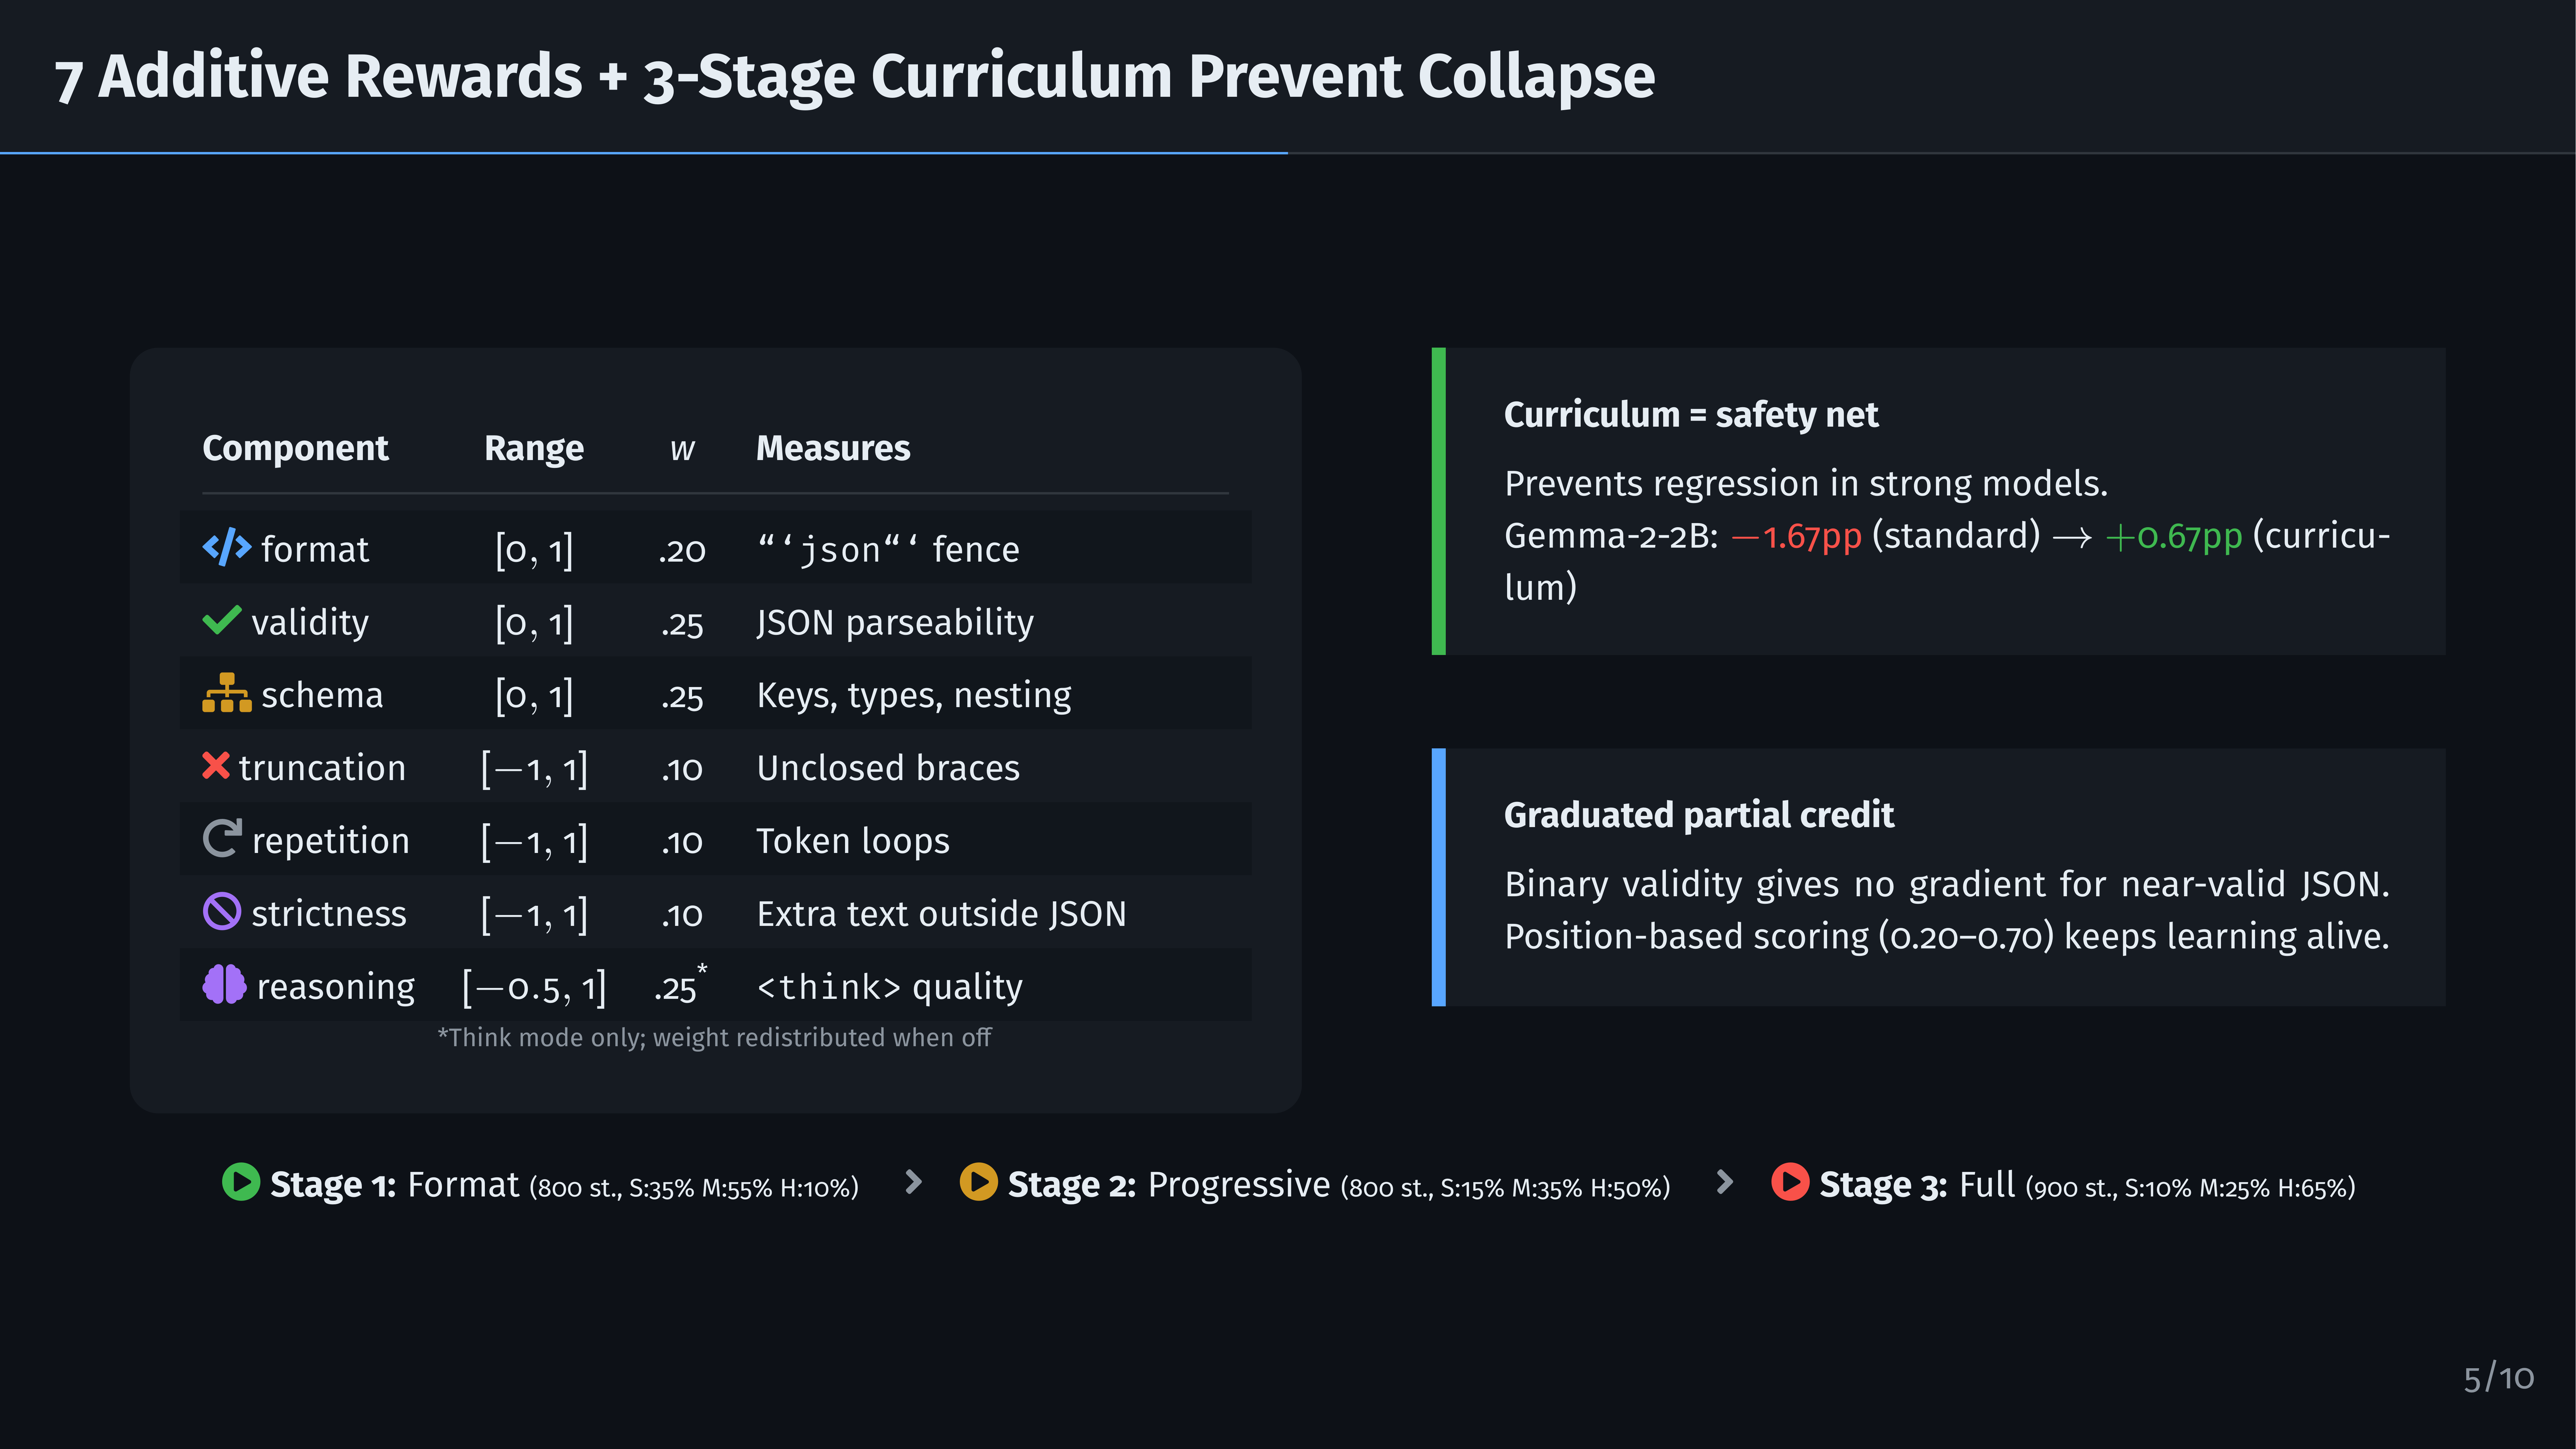 7 Additive Rewards + 3-Stage Curriculum Prevent Collapse
Component Range w Measures
format [0, 1] .20 “‘json“‘ fence
validity [0, 1] .25 JSON parseability
schema [0, 1] .25 Keys, types, nesting
truncation [−1, 1] .10 Unclosed braces
repetition [−1, 1] .10 Token loops
strictness [−1, 1] .10 Extra text outside JSON
reasoning [−0.5, 1] .25* <think> quality
*Think mode only; weight redistributed when off
Curriculum = safety net
Prevents regression in strong models.
Gemma-2-2B: −1.67pp (standard) → +0.67pp (curricu-
lum)
Graduated partial credit
Binary validity gives no gradient for near-valid JSON.
Position-based scoring (0.20–0.70) keeps learning alive.
Stage 1: Format (800 st., S:35% M:55% H:10%) > Stage 2: Progressive (800 st., S:15% M:35% H:50%) > Stage 3: Full (900 st., S:10% M:25% H:65%)
5/10